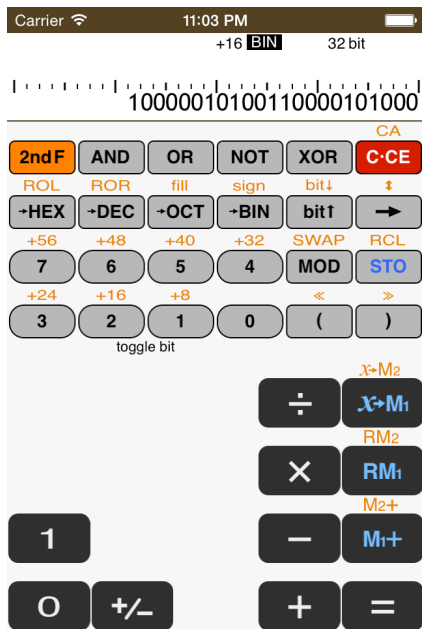 Carrier 11:03 PM
+16 BIN 32 bit
100000101001100001010​00
CA
2ndF AND OR NOT XOR C·CE
ROL ROR fill sign bit↓ ↕
→HEX →DEC →OCT →BIN bit↑ →
+56 +48 +40 +32 SWAP RCL
7 6 5 4 MOD STO
+24 +16 +8 ≪ ≫
3 2 1 0 ( )
toggle bit
x→M2
÷ x→M1
RM2
× RM1
M2+
1 − M1+
0 +/− + =